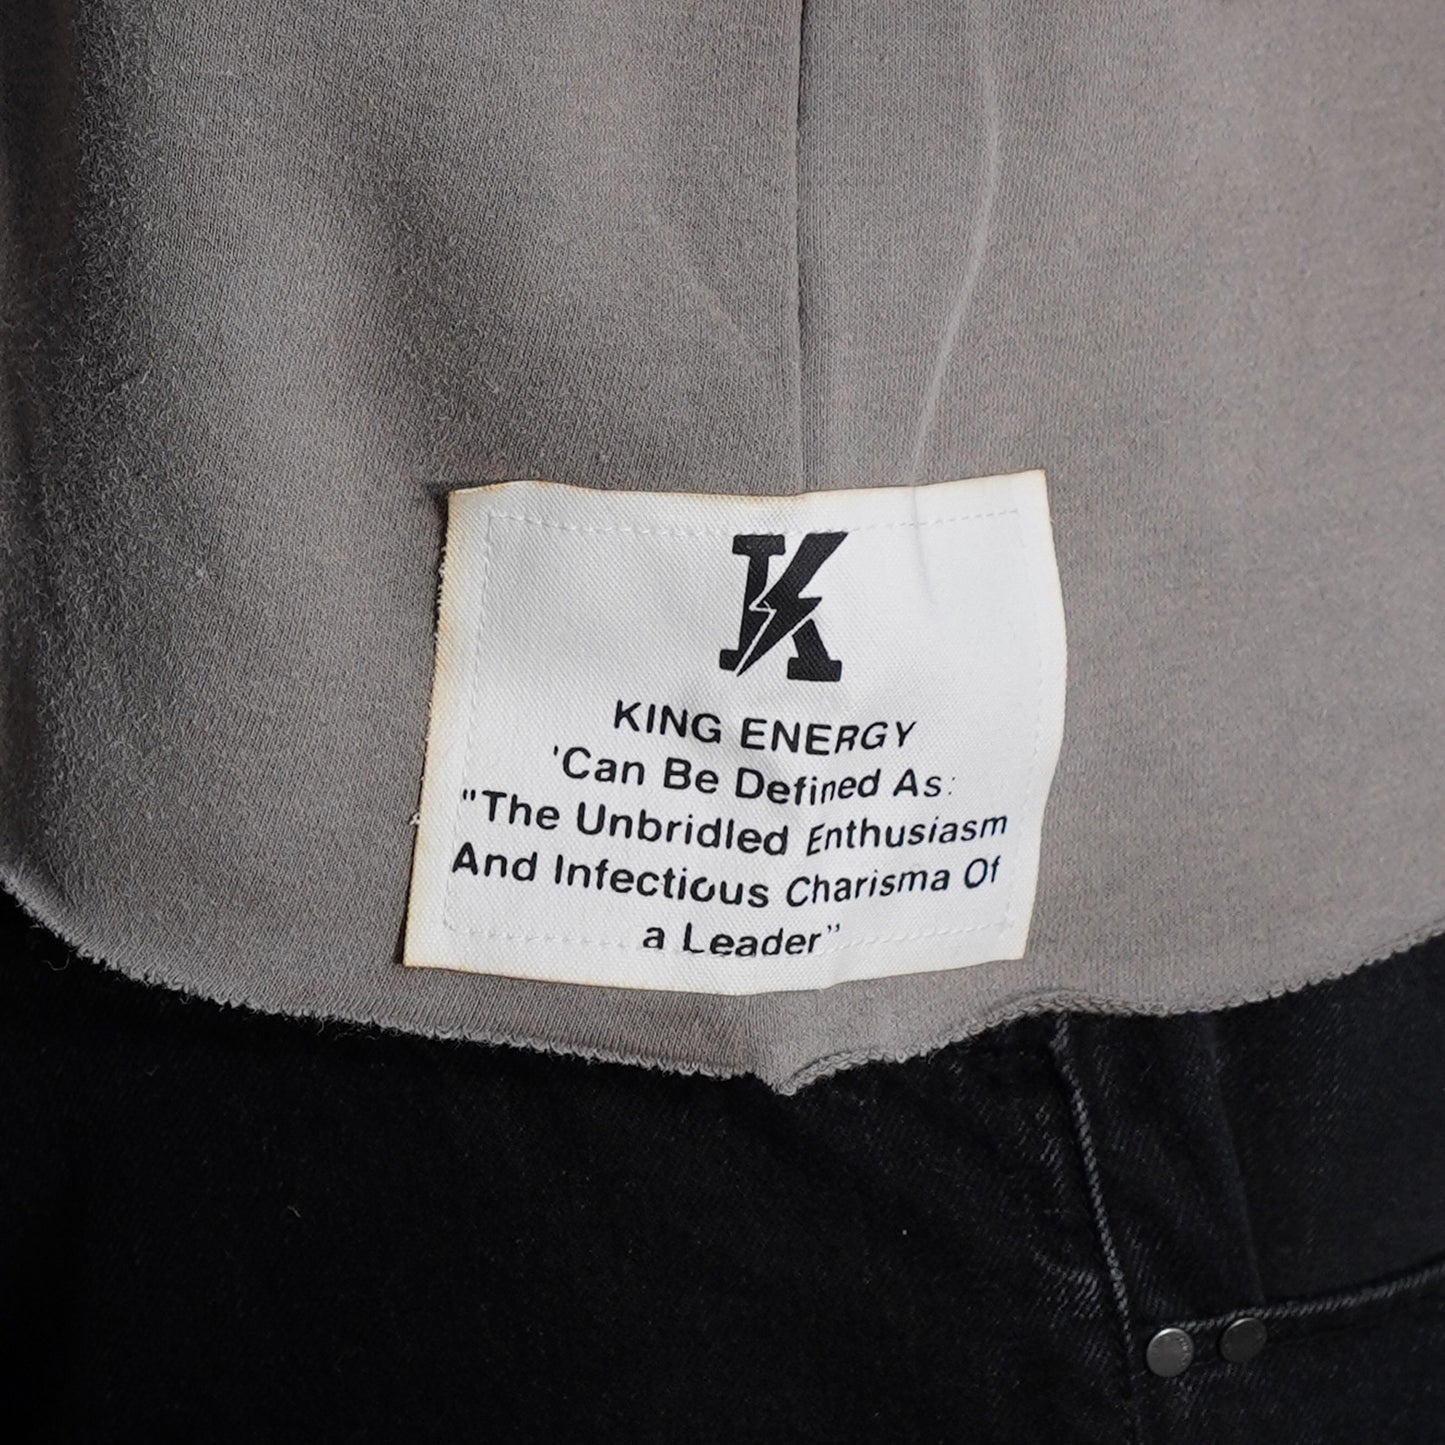 K
KING ENERGY
'Can Be Defined As:
"The Unbridled Enthusiasm
And Infectious Charisma Of
a Leader"